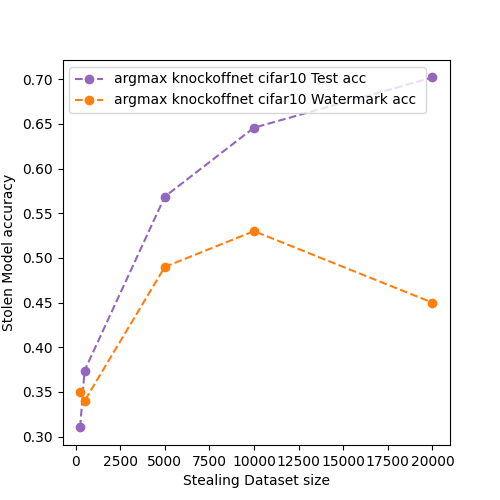 argmax knockoffnet cifar10 Test acc
argmax knockoffnet cifar10 Watermark acc
Stolen Model accuracy
0.70
0.65
0.60
0.55
0.50
0.45
0.40
0.35
0.30
0 2500 5000 7500 10000 12500 15000 17500 20000
Stealing Dataset size